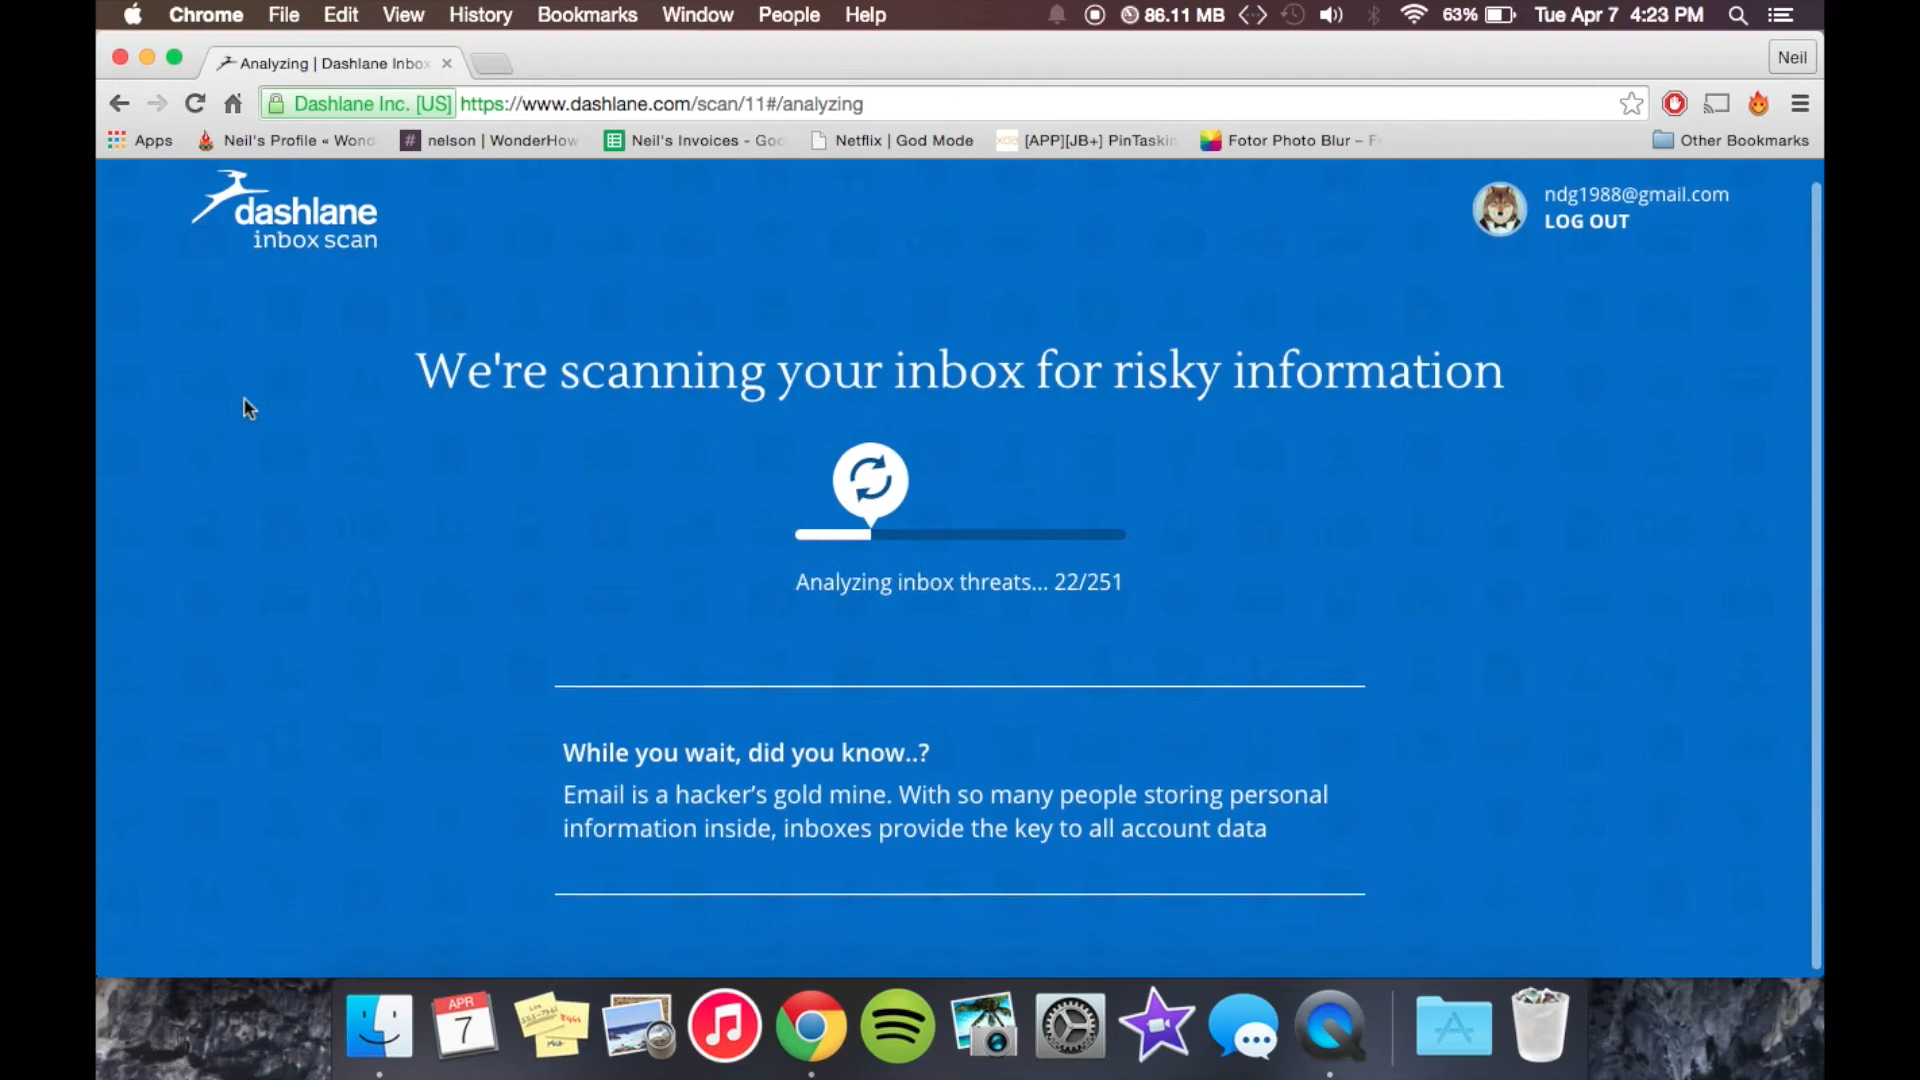 Chrome File Edit View History Bookmarks Window People Help 86.11 MB 63% Tue Apr 7 4:23 PM
Analyzing | Dashlane Inbox
Neil
Dashlane Inc. [US] https://www.dashlane.com/scan/11#/analyzing
Apps Neil's Profile « Wond # nelson | WonderHow Neil's Invoices - Goo Netflix | God Mode xda [APP][JB+] PinTaskin Fotor Photo Blur – Fr Other Bookmarks
dashlane
inbox scan
ndg1988@gmail.com
LOG OUT
We're scanning your inbox for risky information
Analyzing inbox threats... 22/251
While you wait, did you know..?
Email is a hacker’s gold mine. With so many people storing personal
information inside, inboxes provide the key to all account data
APR
7